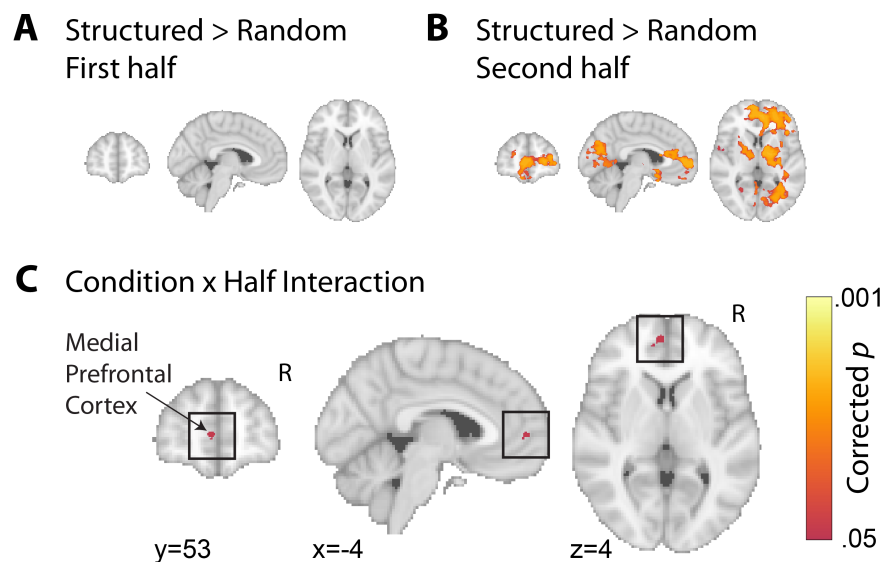 A Structured > Random
First half
B Structured > Random
Second half
C Condition x Half Interaction
Medial
Prefrontal
Cortex
R
R
y=53
x=-4
z=4
.001
Corrected p
.05